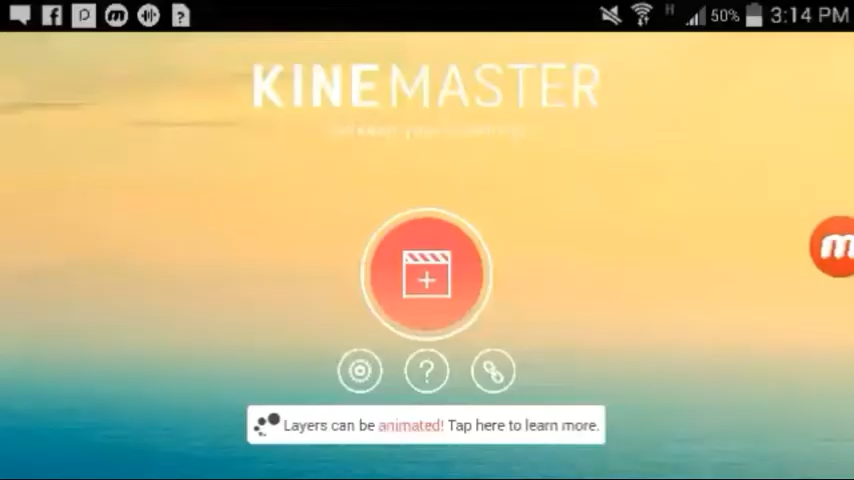 H 50% 3:14 PM
KINEMASTER
Layers can be animated! Tap here to learn more.